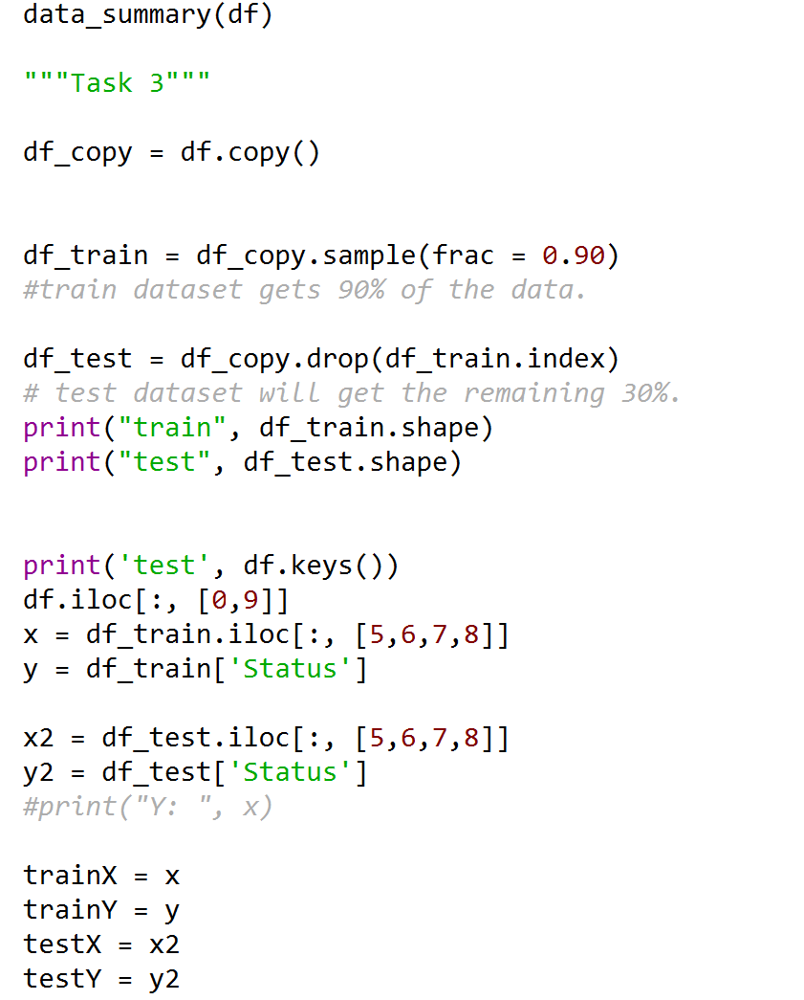 data_summary(df)
"""Task 3"""
df_copy = df.copy()
df_train = df_copy.sample(frac = 0.90)
#train dataset gets 90% of the data.
df_test = df_copy.drop(df_train.index)
# test dataset will get the remaining 30%.
print("train", df_train.shape)
print("test", df_test.shape)
print('test', df.keys())
df.iloc[:, [0,9]]
x = df_train.iloc[:, [5,6,7,8]]
y = df_train['Status']
x2 = df_test.iloc[:, [5,6,7,8]]
y2 = df_test['Status']
#print("Y: ", x)
trainX = x
trainY = y
testX = x2
testY = y2